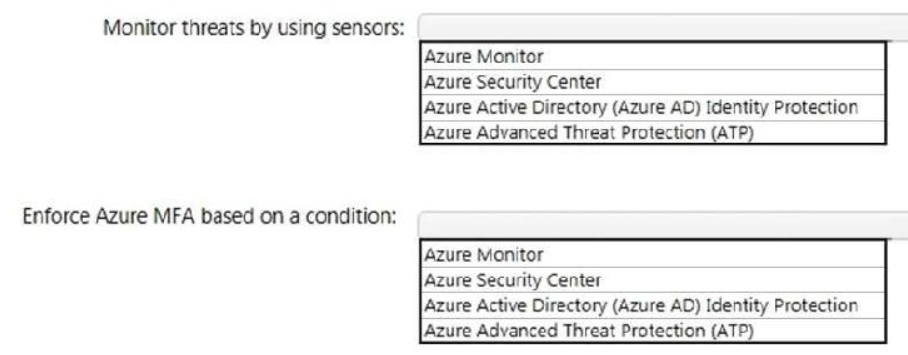 Monitor threats by using sensors:
Azure Monitor
Azure Security Center
Azure Active Directory (Azure AD) Identity Protection
Azure Advanced Threat Protection (ATP)
Enforce Azure MFA based on a condition:
Azure Monitor
Azure Security Center
Azure Active Directory (Azure AD) Identity Protection
Azure Advanced Threat Protection (ATP)